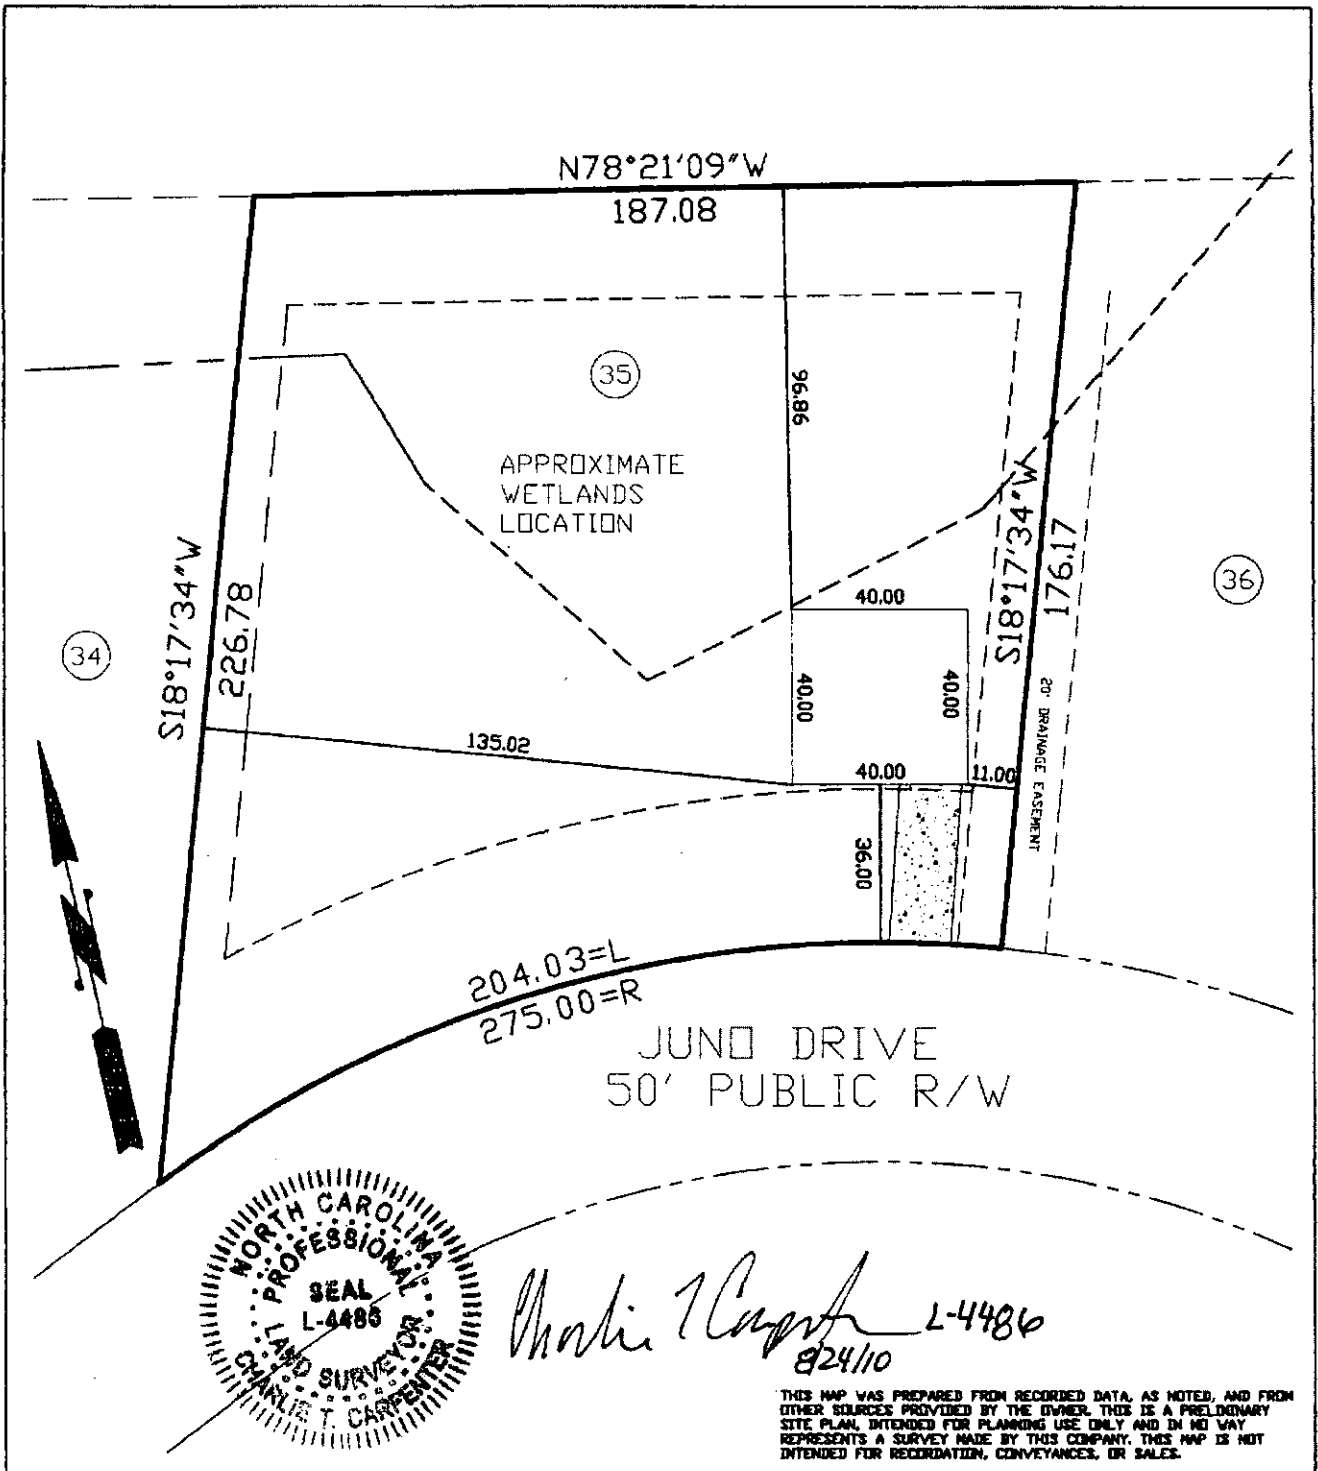 N78°21'09"W
187.08
35
96.86
APPROXIMATE
WETLANDS
LOCATION
S18°17'34"W
226.78
34
S18°17'34"W
176.17
36
40.00
40.00
40.00
20' DRAINAGE EASEMENT
135.02
40.00
11.00
36.00
204.03=L
275.00=R
JUNO DRIVE
50' PUBLIC R/W
NORTH CAROLINA
PROFESSIONAL
SEAL
L-4486
LAND SURVEYOR
CHARLIE T. CARPENTER
Charlie T Carpenter L-4486
8/24/10
THIS MAP WAS PREPARED FROM RECORDED DATA, AS NOTED, AND FROM
OTHER SOURCES PROVIDED BY THE OWNER. THIS IS A PRELIMINARY
SITE PLAN, INTENDED FOR PLANNING USE ONLY AND IN NO WAY
REPRESENTS A SURVEY MADE BY THIS COMPANY. THIS MAP IS NOT
INTENDED FOR RECORDATION, CONVEYANCES, OR SALES.